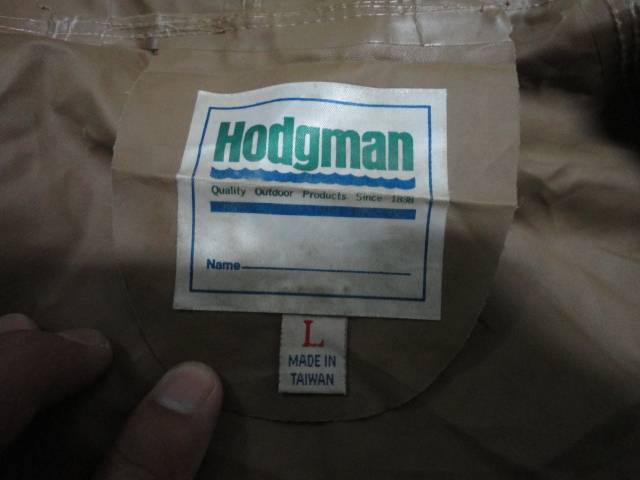 Hodgman
Quality Outdoor Products Since 1838
Name
L
MADE IN
TAIWAN